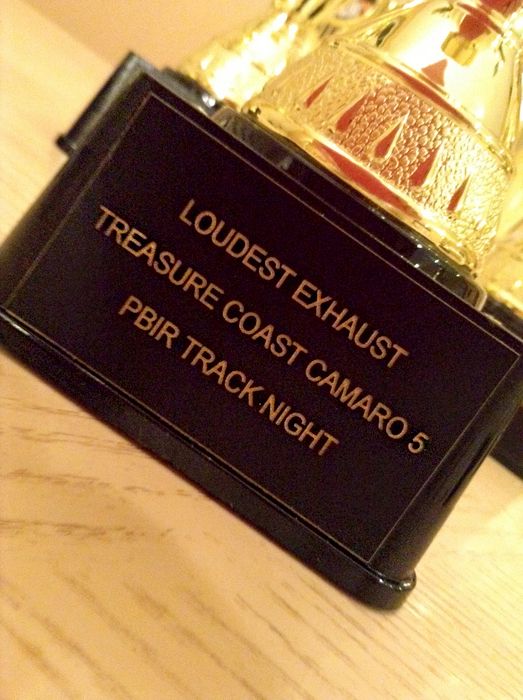 LOUDEST EXHAUST
TREASURE COAST CAMARO 5
PBIR TRACK NIGHT